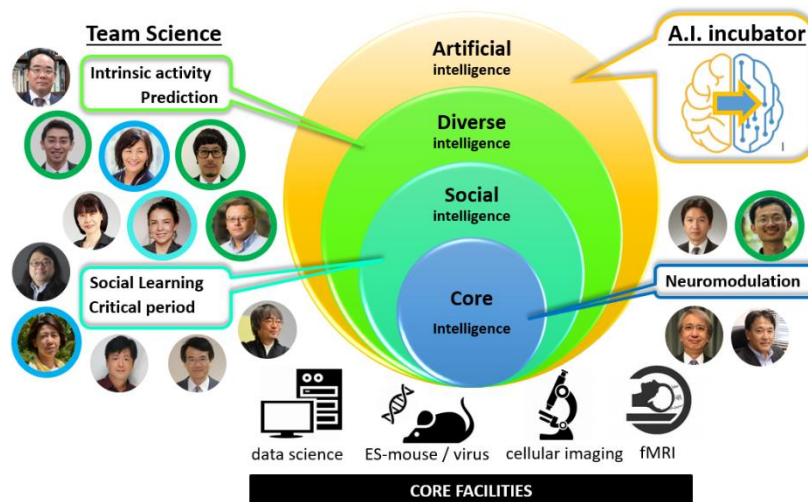 Team Science
Intrinsic activity
Prediction
Artificial
intelligence
A.I. incubator
Diverse
intelligence
Social
intelligence
Social Learning
Critical period
Core
Intelligence
Neuromodulation
data science
ES-mouse / virus
cellular imaging
fMRI
CORE FACILITIES